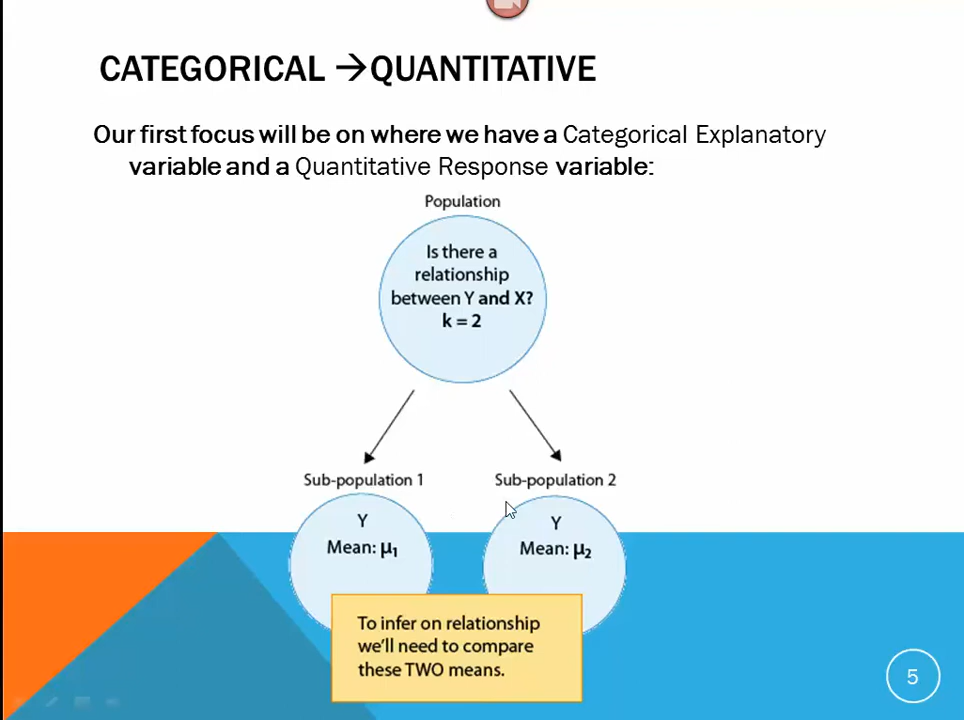 CATEGORICAL →QUANTITATIVE
Our first focus will be on where we have a Categorical Explanatory
variable and a Quantitative Response variable:
Population
Is there a
relationship
between Y and X?
k = 2
Sub-population 1
Sub-population 2
Y
Mean: μ₁
Y
Mean: μ₂
To infer on relationship
we'll need to compare
these TWO means.
5